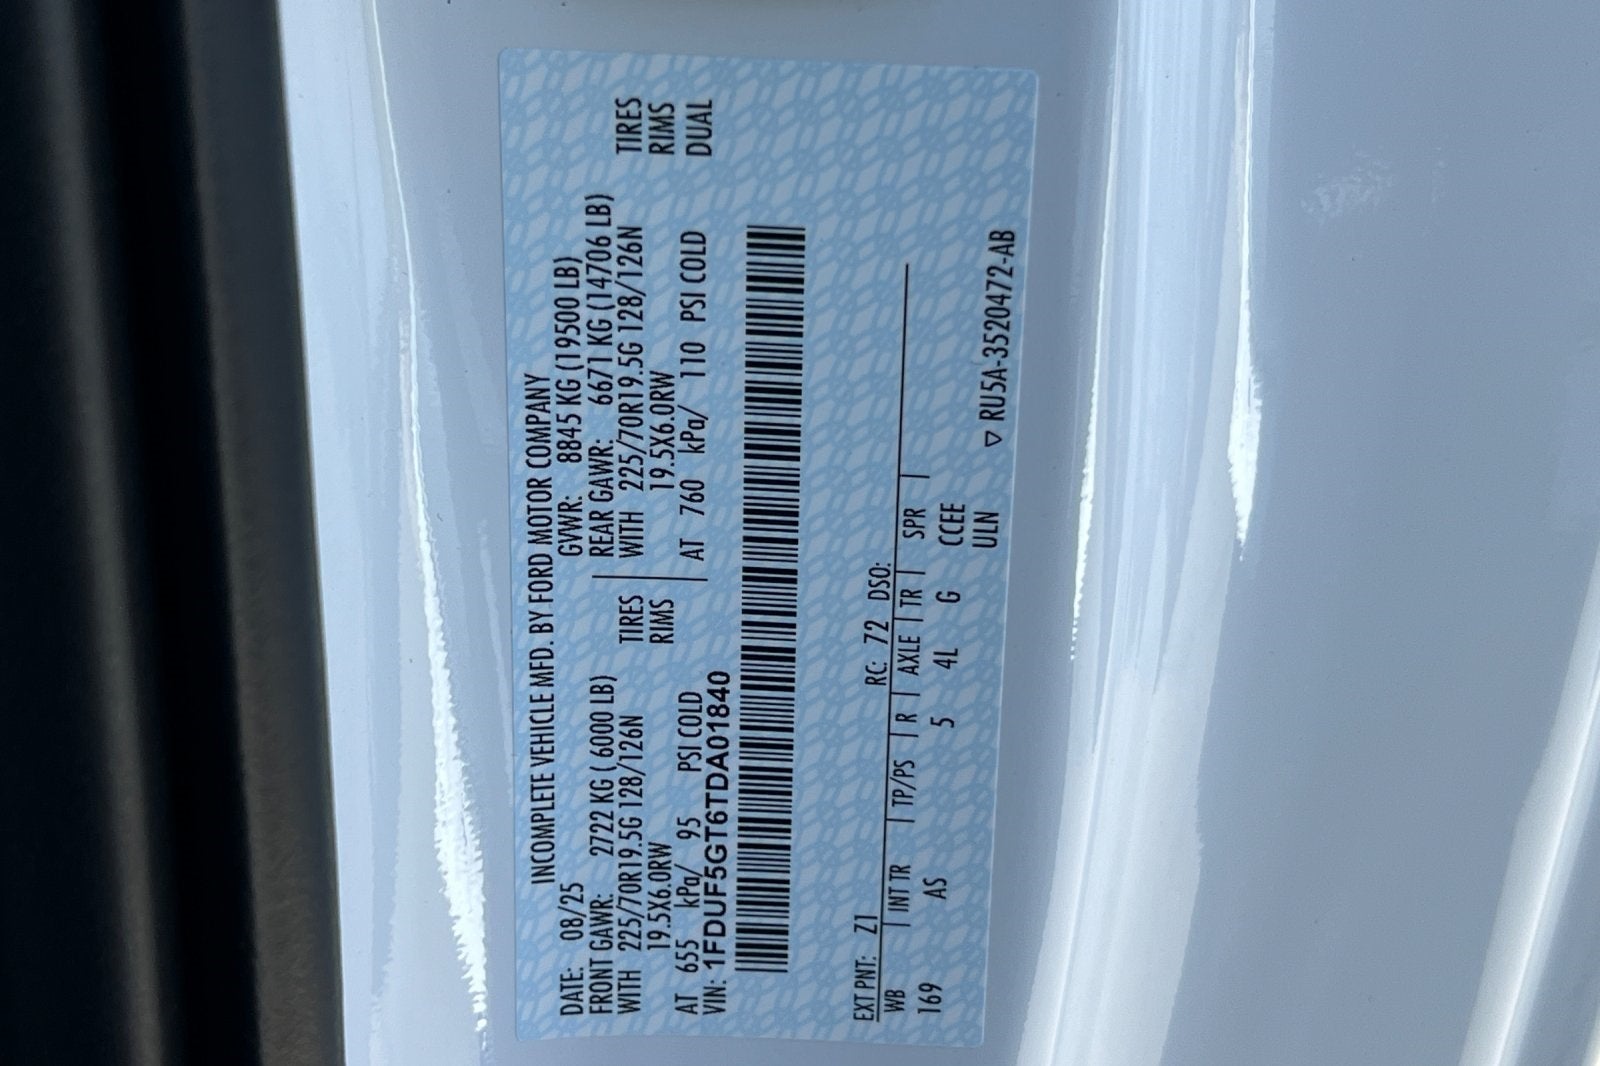 INCOMPLETE VEHICLE MFD. BY FORD MOTOR COMPANY
DATE: 08/25 GVWR: 8845 KG (19500 LB)
FRONT GAWR: 2722 KG ( 6000 LB) REAR GAWR: 6671 KG (14706 LB)
WITH 225/70R19.5G 128/126N TIRES WITH 225/70R19.5G 128/126N TIRES
19.5X6.0RW RIMS 19.5X6.0RW RIMS
AT 655 kPa/ 95 PSI COLD AT 760 kPa/ 110 PSI COLD DUAL
VIN: 1FDUF5GT6TDA01840
EXT PNT: Z1 RC: 72 DSO:
WB INT TR TP/PS R AXLE TR SPR
169 AS 5 4L G CCEE
ULN
▽ RU5A-3520472-AB